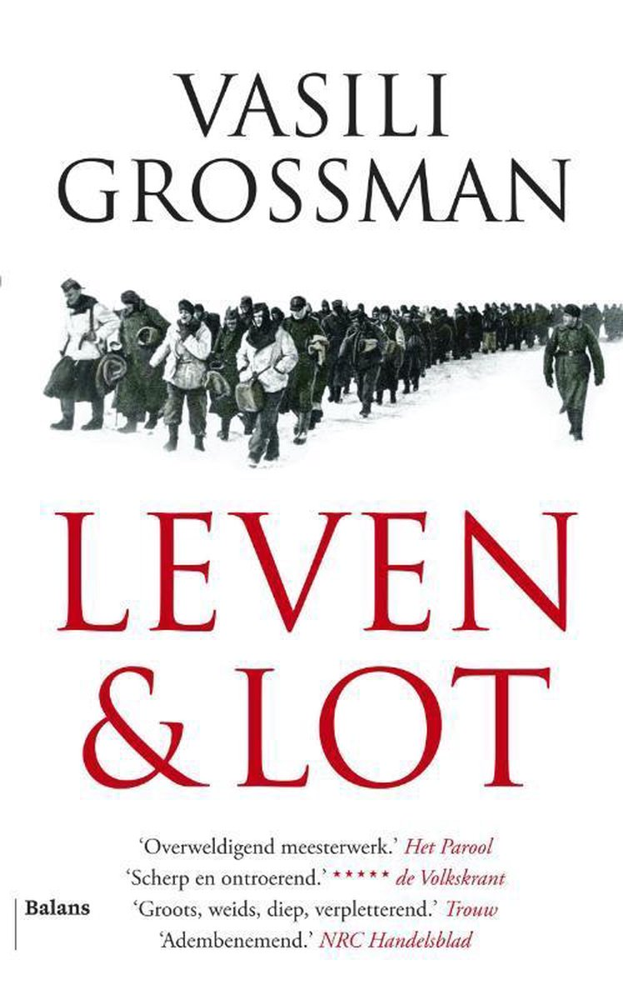 VASILI
GROSSMAN
LEVEN
& LOT
‘Overweldigend meesterwerk.’ Het Parool
‘Scherp en ontroerend.’ ★★★★★ de Volkskrant
‘Groots, weids, diep, verpletterend.’ Trouw
‘Adembenemend.’ NRC Handelsblad
Balans